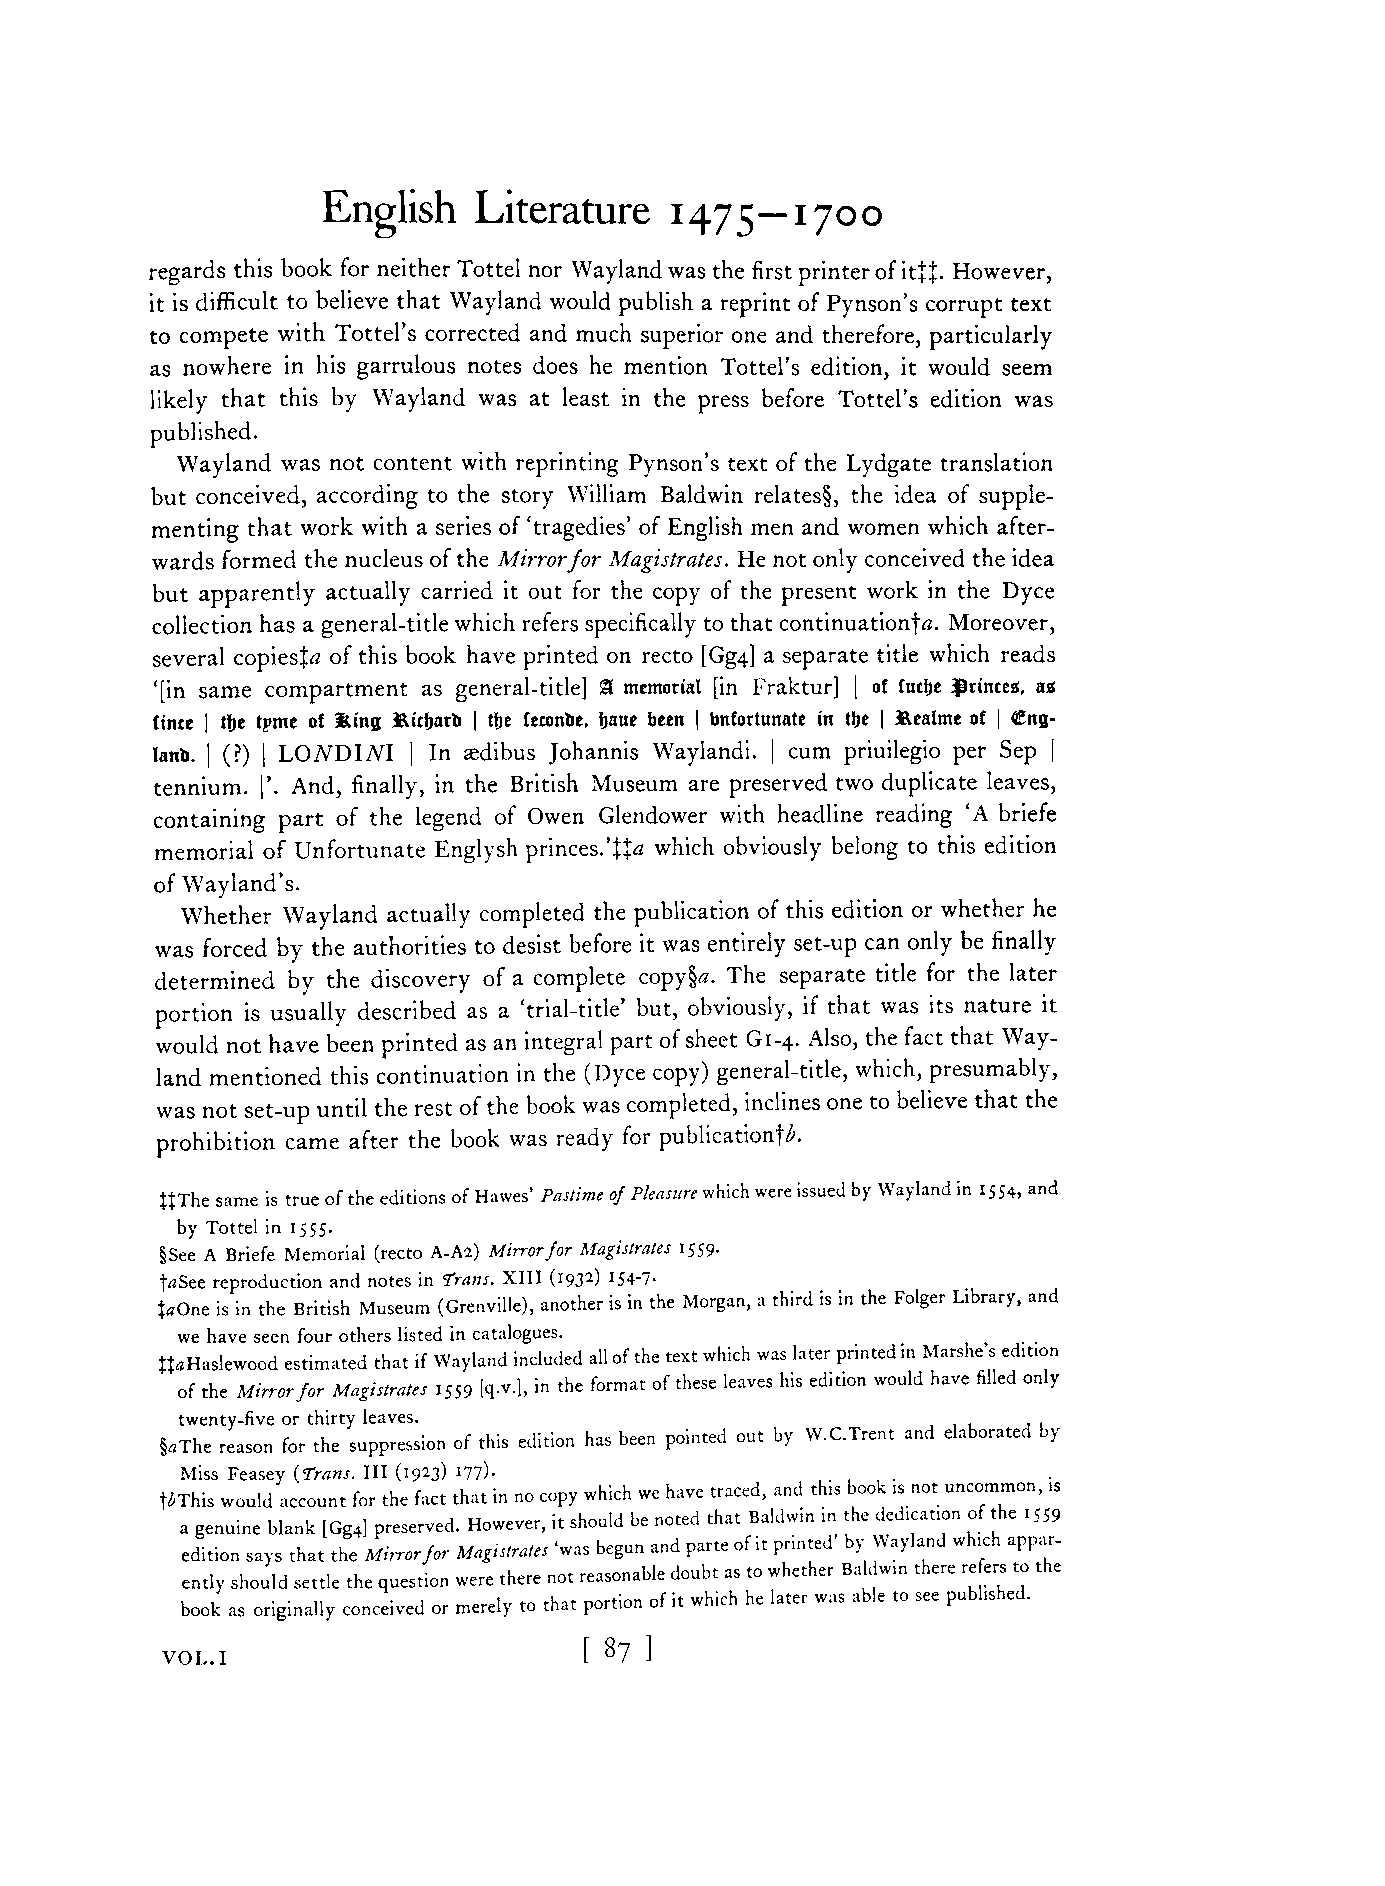 English Literature 1475—1700
regards this book for neither Tottel nor Wayland was the first printer of it‡‡. However,
it is difficult to believe that Wayland would publish a reprint of Pynson's corrupt text
to compete with Tottel's corrected and much superior one and therefore, particularly
as nowhere in his garrulous notes does he mention Tottel's edition, it would seem
likely that this by Wayland was at least in the press before Tottel's edition was
published.
Wayland was not content with reprinting Pynson's text of the Lydgate translation
but conceived, according to the story William Baldwin relates§, the idea of supple-
menting that work with a series of 'tragedies' of English men and women which after-
wards formed the nucleus of the Mirror for Magistrates. He not only conceived the idea
but apparently actually carried it out for the copy of the present work in the Dyce
collection has a general-title which refers specifically to that continuation†a. Moreover,
several copies‡a of this book have printed on recto [Gg4] a separate title which reads
'[in same compartment as general-title] A memorial [in Fraktur] | of ſuche Princes, as
ſince | the tyme of King Richard | the ſeconde, haue been | vnfortunate in the | Realme of | Eng-
land. | (?) | LONDINI | In ædibus Johannis Waylandi. | cum priuilegio per Sep |
tennium. |'. And, finally, in the British Museum are preserved two duplicate leaves,
containing part of the legend of Owen Glendower with headline reading 'A briefe
memorial of Unfortunate Englysh princes.'‡‡a which obviously belong to this edition
of Wayland's.
Whether Wayland actually completed the publication of this edition or whether he
was forced by the authorities to desist before it was entirely set-up can only be finally
determined by the discovery of a complete copy§a. The separate title for the later
portion is usually described as a 'trial-title' but, obviously, if that was its nature it
would not have been printed as an integral part of sheet G1-4. Also, the fact that Way-
land mentioned this continuation in the (Dyce copy) general-title, which, presumably,
was not set-up until the rest of the book was completed, inclines one to believe that the
prohibition came after the book was ready for publication†b.
‡‡The same is true of the editions of Hawes' Pastime of Pleasure which were issued by Wayland in 1554, and
by Tottel in 1555.
§See A Briefe Memorial (recto A-A2) Mirror for Magistrates 1559.
†aSee reproduction and notes in Trans. XIII (1932) 154-7.
‡aOne is in the British Museum (Grenville), another is in the Morgan, a third is in the Folger Library, and
we have seen four others listed in catalogues.
‡‡aHaslewood estimated that if Wayland included all of the text which was later printed in Marshe's edition
of the Mirror for Magistrates 1559 [q.v.], in the format of these leaves his edition would have filled only
twenty-five or thirty leaves.
§aThe reason for the suppression of this edition has been pointed out by W.C.Trent and elaborated by
Miss Feasey (Trans. III (1923) 177).
†bThis would account for the fact that in no copy which we have traced, and this book is not uncommon, is
a genuine blank [Gg4] preserved. However, it should be noted that Baldwin in the dedication of the 1559
edition says that the Mirror for Magistrates 'was begun and parte of it printed' by Wayland which appar-
ently should settle the question were there not reasonable doubt as to whether Baldwin there refers to the
book as originally conceived or merely to that portion of it which he later was able to see published.
VOL.I
[ 87 ]